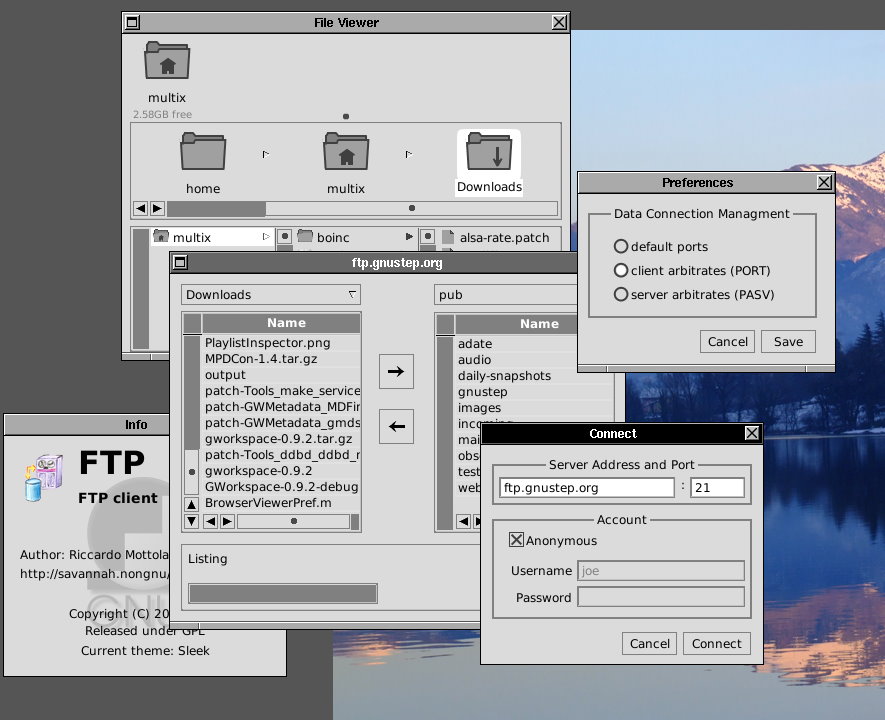 File Viewer
multix
2.58GB free
home
multix
Downloads
multix
boinc
alsa-rate.patch
Preferences
Data Connection Managment
default ports
client arbitrates (PORT)
server arbitrates (PASV)
Cancel
Save
ftp.gnustep.org
Downloads
pub
Name
PlaylistInspector.png
MPDCon-1.4.tar.gz
output
patch-Tools_make_service
patch-GWMetadata_MDFin
patch-GWMetadata_gmds
gworkspace-0.9.2.tar.gz
patch-Tools_ddbd_ddbd_r
gworkspace-0.9.2
GWorkspace-0.9.2-debug
BrowserViewerPref.m
Name
adate
audio
daily-snapshots
gnustep
images
incoming
mai
obs
test
web
Listing
Connect
Server Address and Port
ftp.gnustep.org : 21
Account
Anonymous
Username joe
Password
Cancel
Connect
Info
FTP
FTP client
Author: Riccardo Mottola
http://savannah.nongnu/
Copyright (C) 20
Released under GPL
Current theme: Sleek
©NU